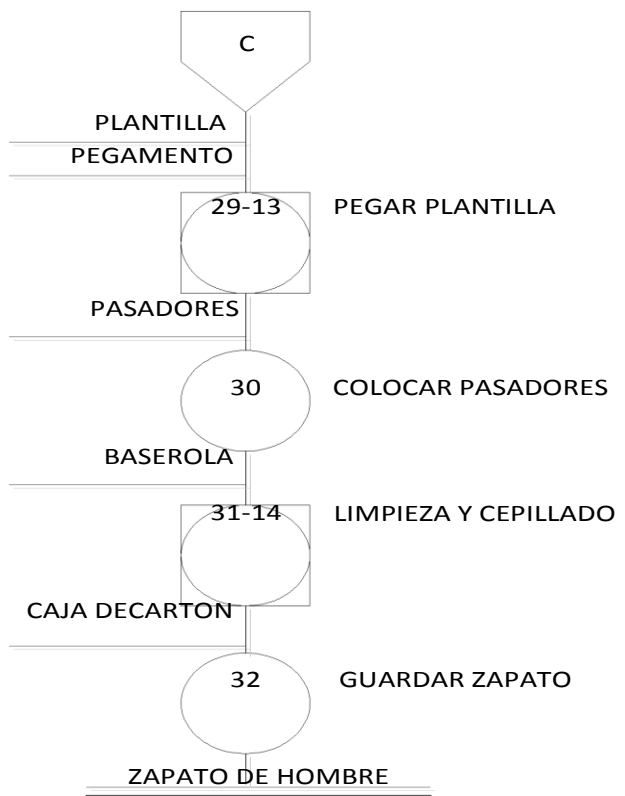 C
PLANTILLA
PEGAMENTO
29-13 PEGAR PLANTILLA
PASADORES
30 COLOCAR PASADORES
BASEROLA
31-14 LIMPIEZA Y CEPILLADO
CAJA DECARTON
32 GUARDAR ZAPATO
ZAPATO DE HOMBRE